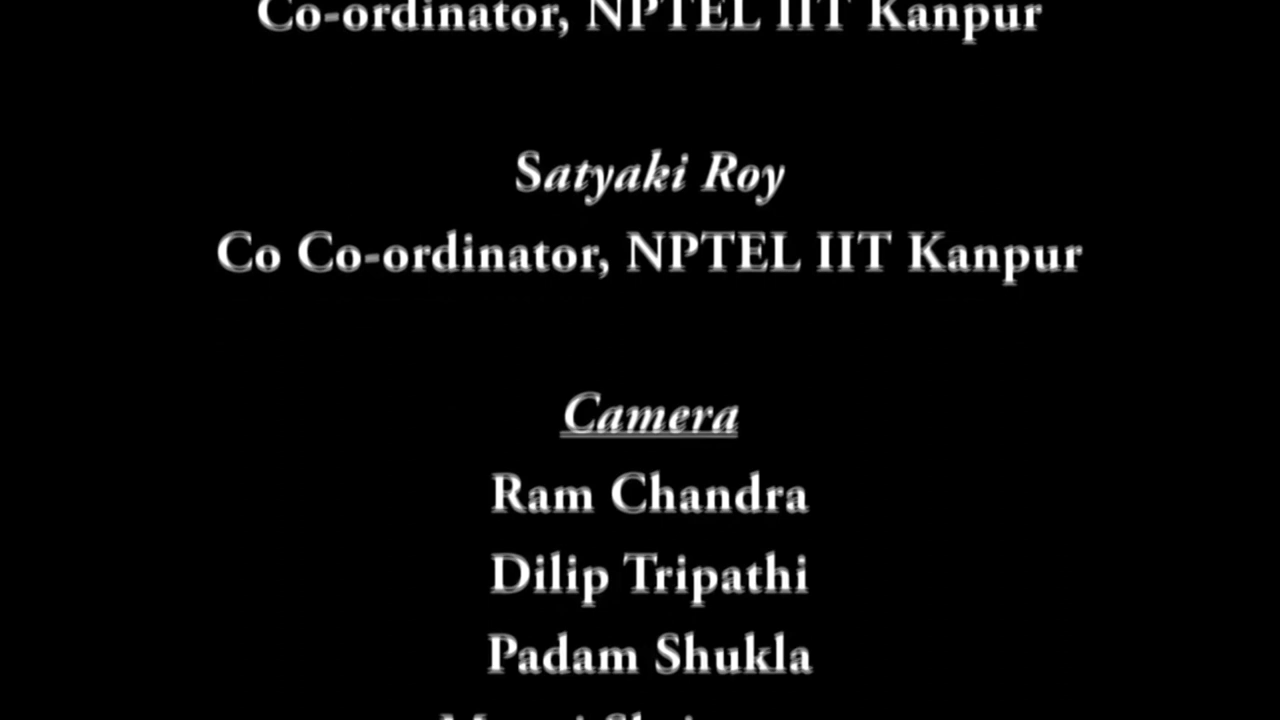 Co-ordinator, NPTEL IIT Kanpur
Satyaki Roy
Co Co-ordinator, NPTEL IIT Kanpur
Camera
Ram Chandra
Dilip Tripathi
Padam Shukla